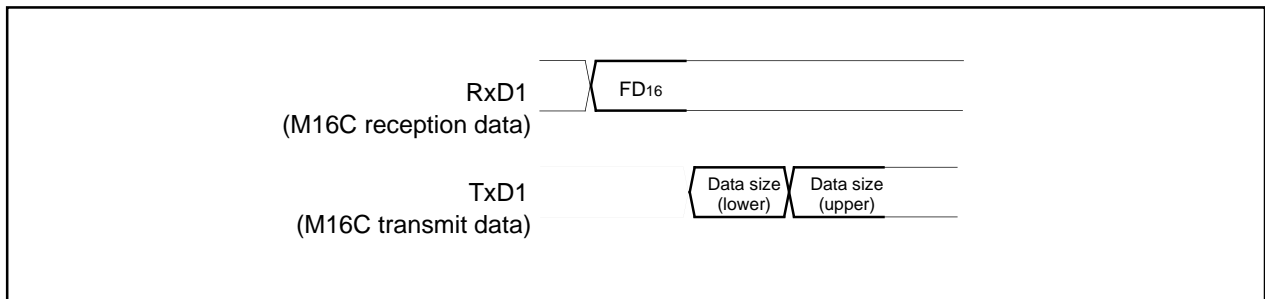 RxD1
(M16C reception data)
FD16
TxD1
(M16C transmit data)
Data size
(lower)
Data size
(upper)